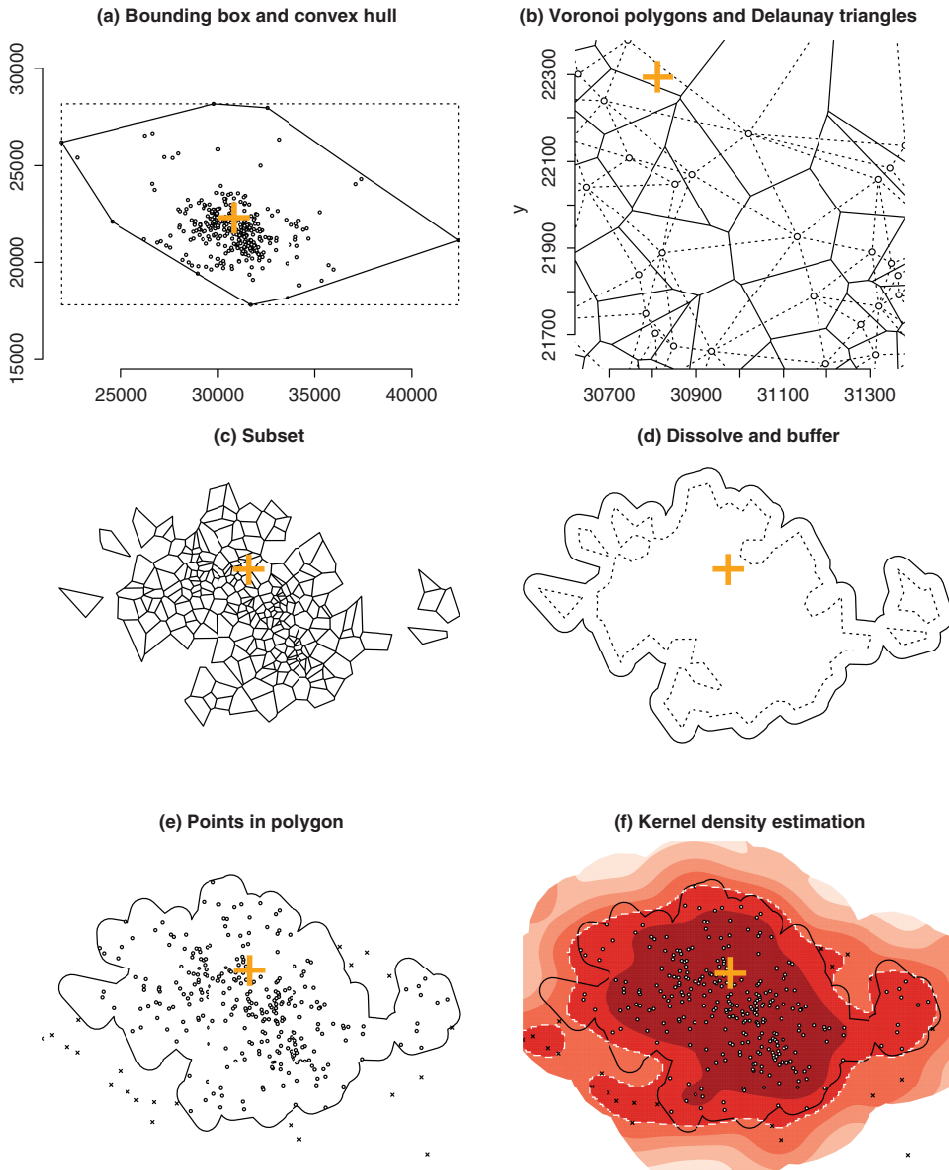 (a) Bounding box and convex hull
30000
25000
20000
15000
25000 30000 35000 40000
(b) Voronoi polygons and Delaunay triangles
22300
22100
21900
21700
y
30700 30900 31100 31300
(c) Subset
(d) Dissolve and buffer
(e) Points in polygon
(f) Kernel density estimation